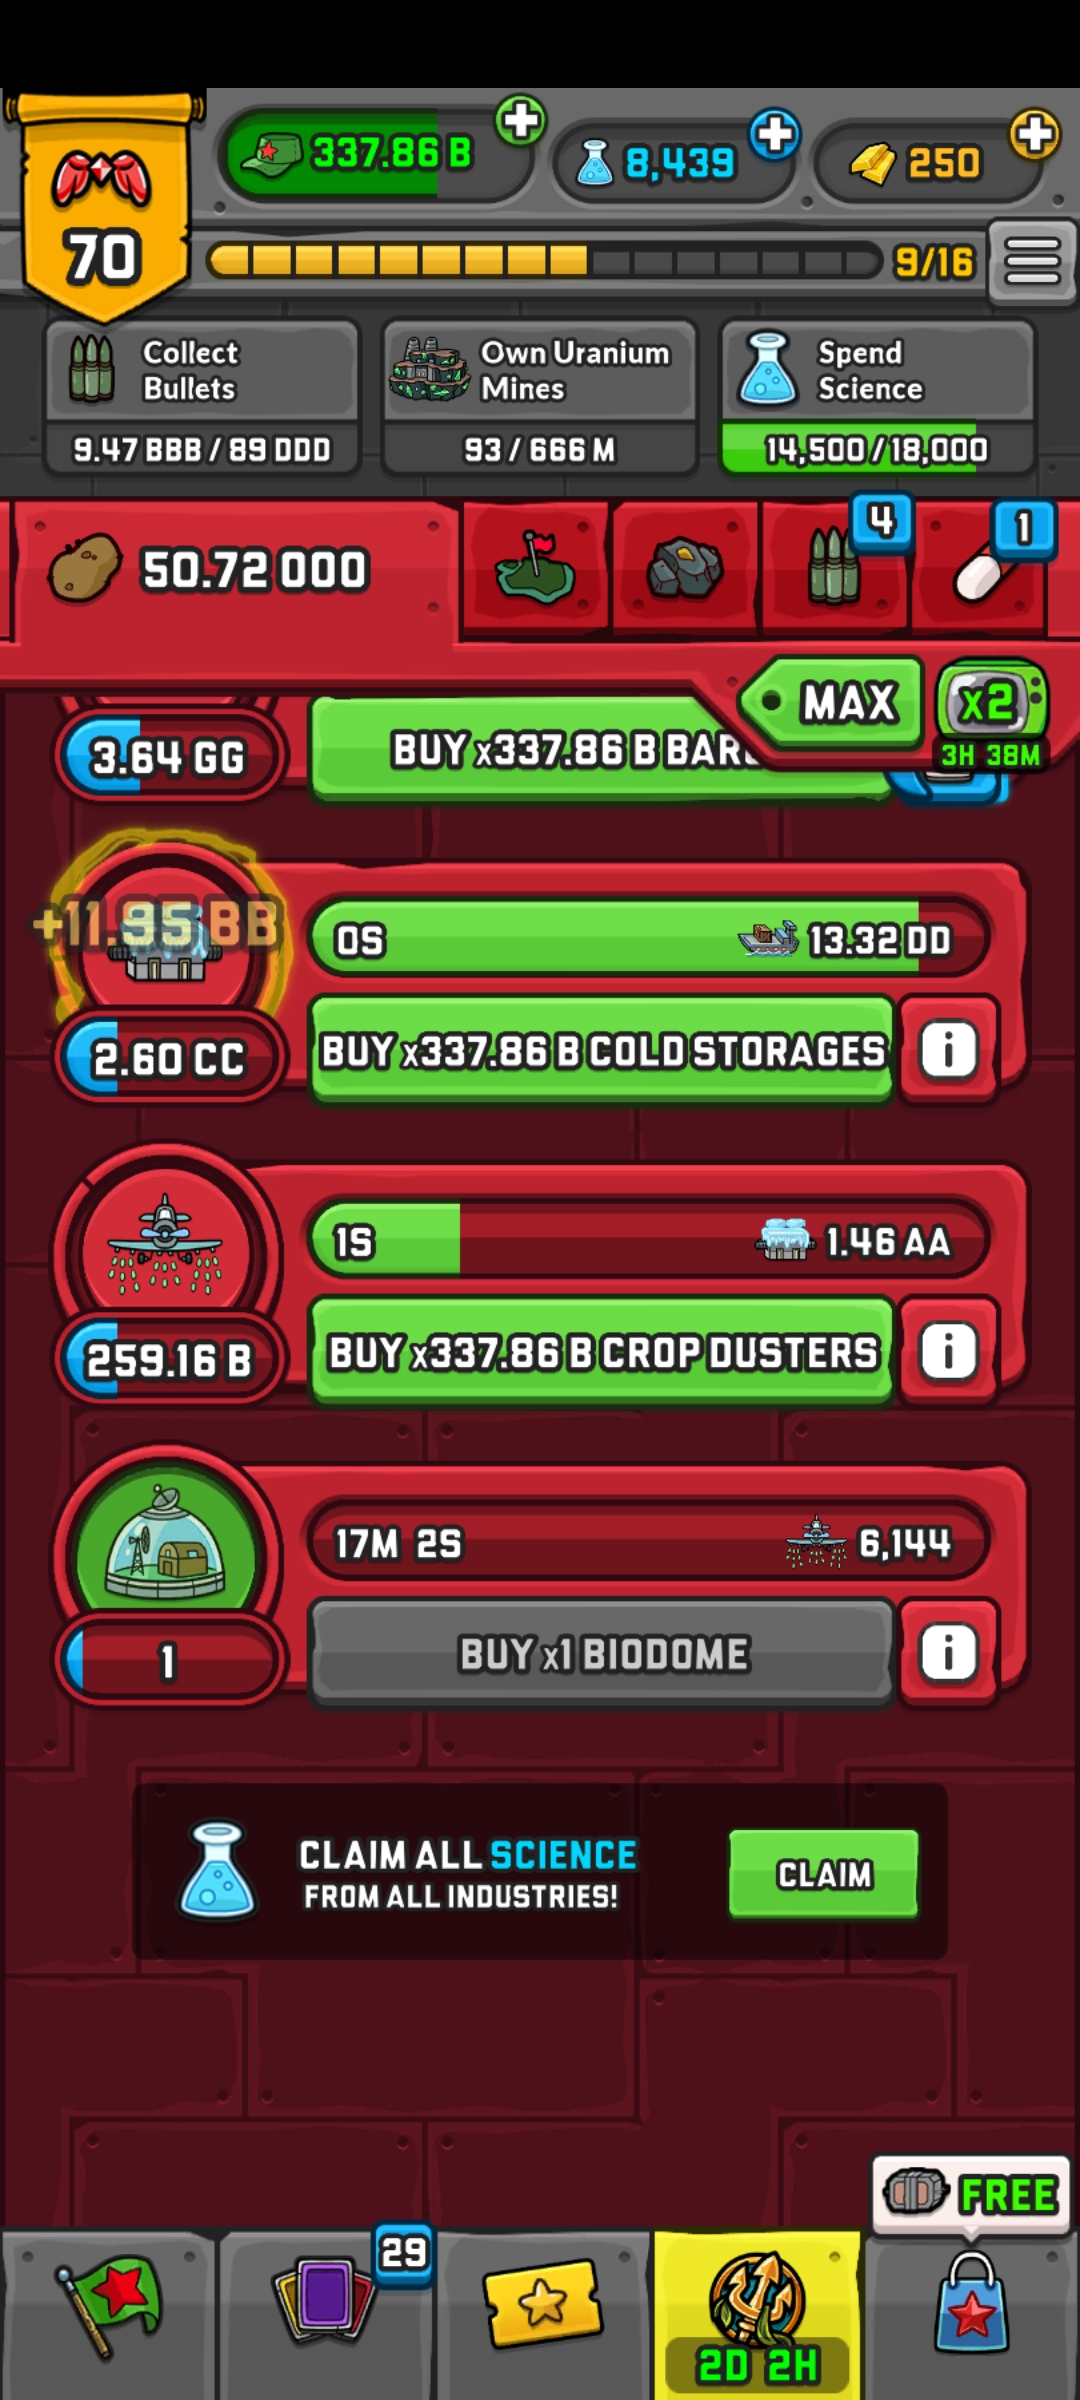 337.86 B
8,439
250
70
9/16
Collect
Bullets
Own Uranium
Mines
Spend
Science
9.47 BBB / 89 DDD
93 / 666 M
14,500/18,000
4
1
50.72 OOO
MAX
x2
3H 38M
3.64 GG
BUY x337.86 B
+11.95 BB
0S
13.32 DD
2.60 CC
BUY x337.86 B COLD STORAGES
i
1S
1.46 AA
259.16 B
BUY x337.86 B CROP DUSTERS
i
17M 2S
6,144
1
BUY x1 BIODOME
i
CLAIM ALL SCIENCE
FROM ALL INDUSTRIES!
CLAIM
FREE
29
2D 2H